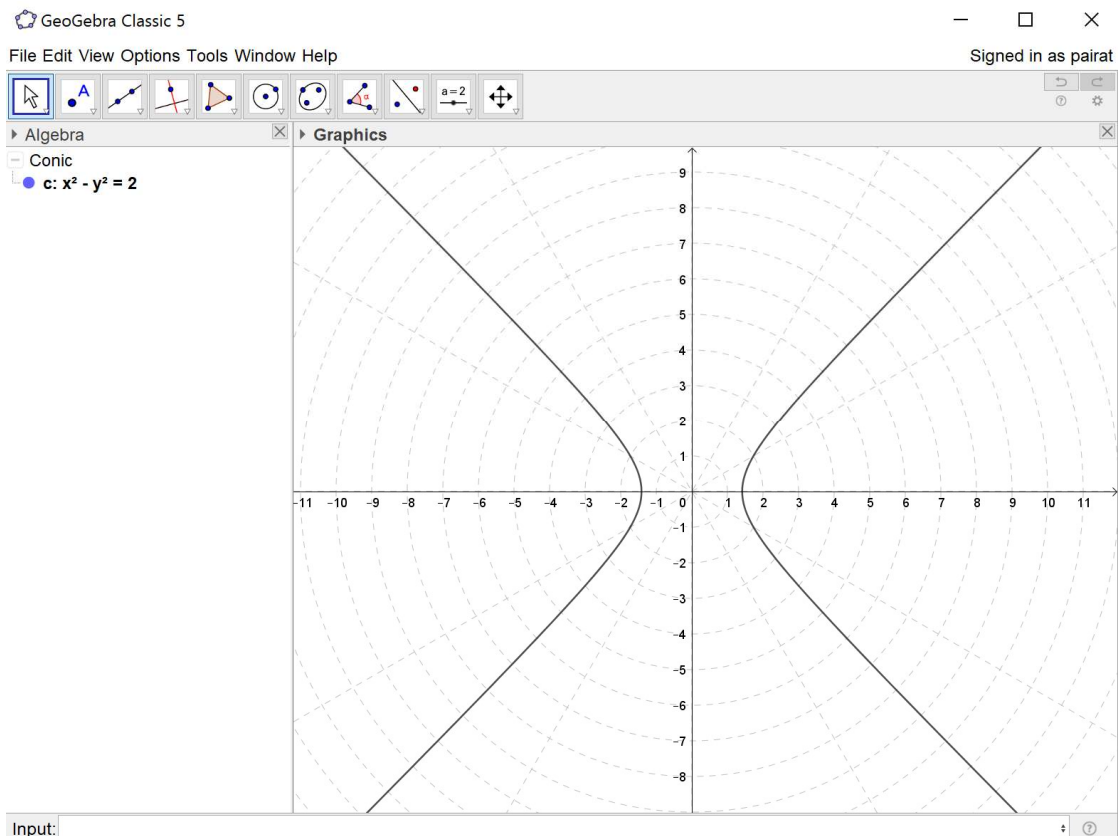 GeoGebra Classic 5
File Edit View Options Tools Window Help
Signed in as pairat
A
α
a = 2
Algebra
Graphics
Conic
c: x² - y² = 2
9
8
7
6
5
4
3
2
1
−11 −10 −9 −8 −7 −6 −5 −4 −3 −2 −1 0 1 2 3 4 5 6 7 8 9 10 11
−1
−2
−3
−4
−5
−6
−7
−8
Input: